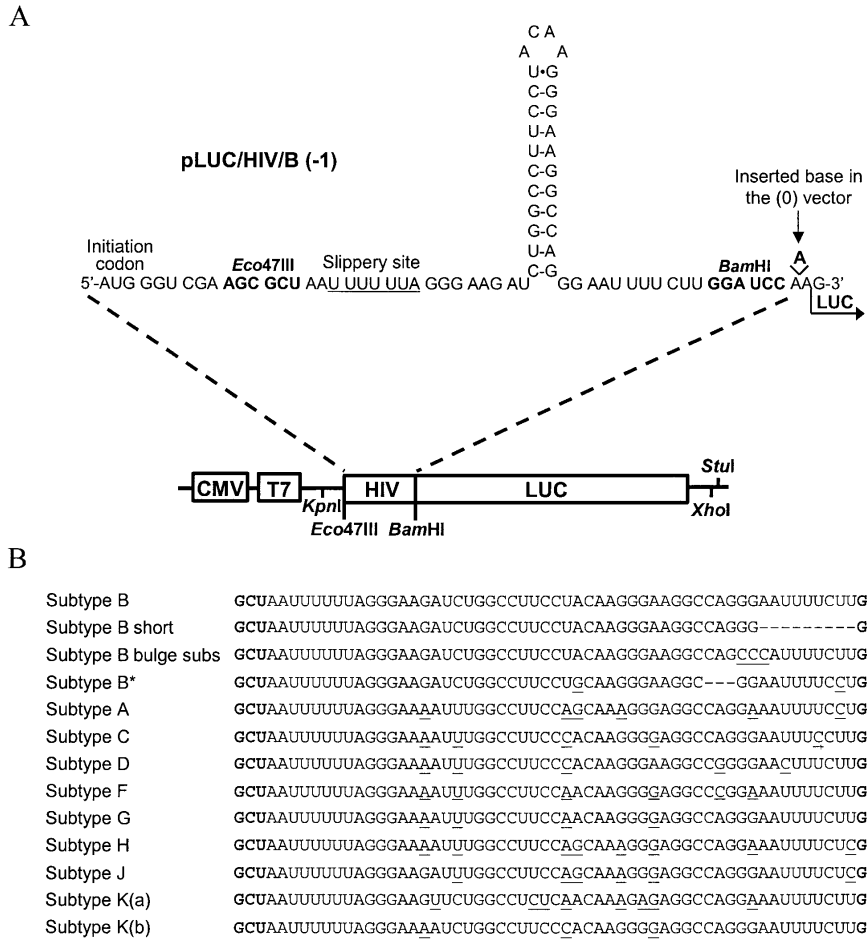 A
pLUC/HIV/B (-1)
C A
A A
U•G
C-G
C-G
U-A
U-A
C-G
C-G
G-C
G-C
U-A
C-G
Inserted base in
the (0) vector
A
Initiation
codon
Eco47III
Slippery site
BamHI
5'-AUG GGU CGA AGC GCU AAU UUU UUA GGG AAG AU GG AAU UUU CUU GGA UCC AAG-3'
LUC
CMV
T7
KpnI
HIV
LUC
StuI
XhoI
Eco47III
BamHI
B
Subtype B GCUAAUUUUUUAGGGAAGAUCUGGCCUUCCUACAAGGGAAGGCCAGGGAAUUUUCUUG
Subtype B short GCUAAUUUUUUAGGGAAGAUCUGGCCUUCCUACAAGGGAAGGCCAGGG---------G
Subtype B bulge subs GCUAAUUUUUUAGGGAAGAUCUGGCCUUCCUACAAGGGAAGGCCAGCCCAUUUUCUUG
Subtype B* GCUAAUUUUUUAGGGAAGAUCUGGCCUUCCUGCAAGGGAAGGC---GGAAUUUUCCUG
Subtype A GCUAAUUUUUUAGGGAAAAUUUGGCCUUCCAGCAAAGGGAGGCCAGGAAAUUUUCCUG
Subtype C GCUAAUUUUUUAGGGAAAAUUUGGCCUUCCCACAAGGGGAGGCCAGGGAAUUUCCUUG
Subtype D GCUAAUUUUUUAGGGAAAAUUUGGCCUUCCCACAAGGGAAGGCCGGGGAACUUUCUUG
Subtype F GCUAAUUUUUUAGGGAAAAUUUGGCCUUCCAACAAGGGGAGGCCCGGAAAUUUUCUUG
Subtype G GCUAAUUUUUUAGGGAAAAUUUGGCCUUCCAACAAGGGGAGGCCAGGGAAUUUUCUUG
Subtype H GCUAAUUUUUUAGGGAAAAUUUGGCCUUCCAGCAAAGGGAGGCCAGGAAAUUUUCUCG
Subtype J GCUAAUUUUUUAGGGAAGAUUUGGCCUUCCAGCAAAGGGAGGCCAGGGAAUUUUCUCG
Subtype K(a) GCUAAUUUUUUAGGGAAGUUCUGGCCUCUCAACAAAGAGAGGCCAGGAAAUUUUCUUG
Subtype K(b) GCUAAUUUUUUAGGGAAAAUCUGGCCUUCCCACAAGGGGAGGCCAGGGAAUUUUCUUG